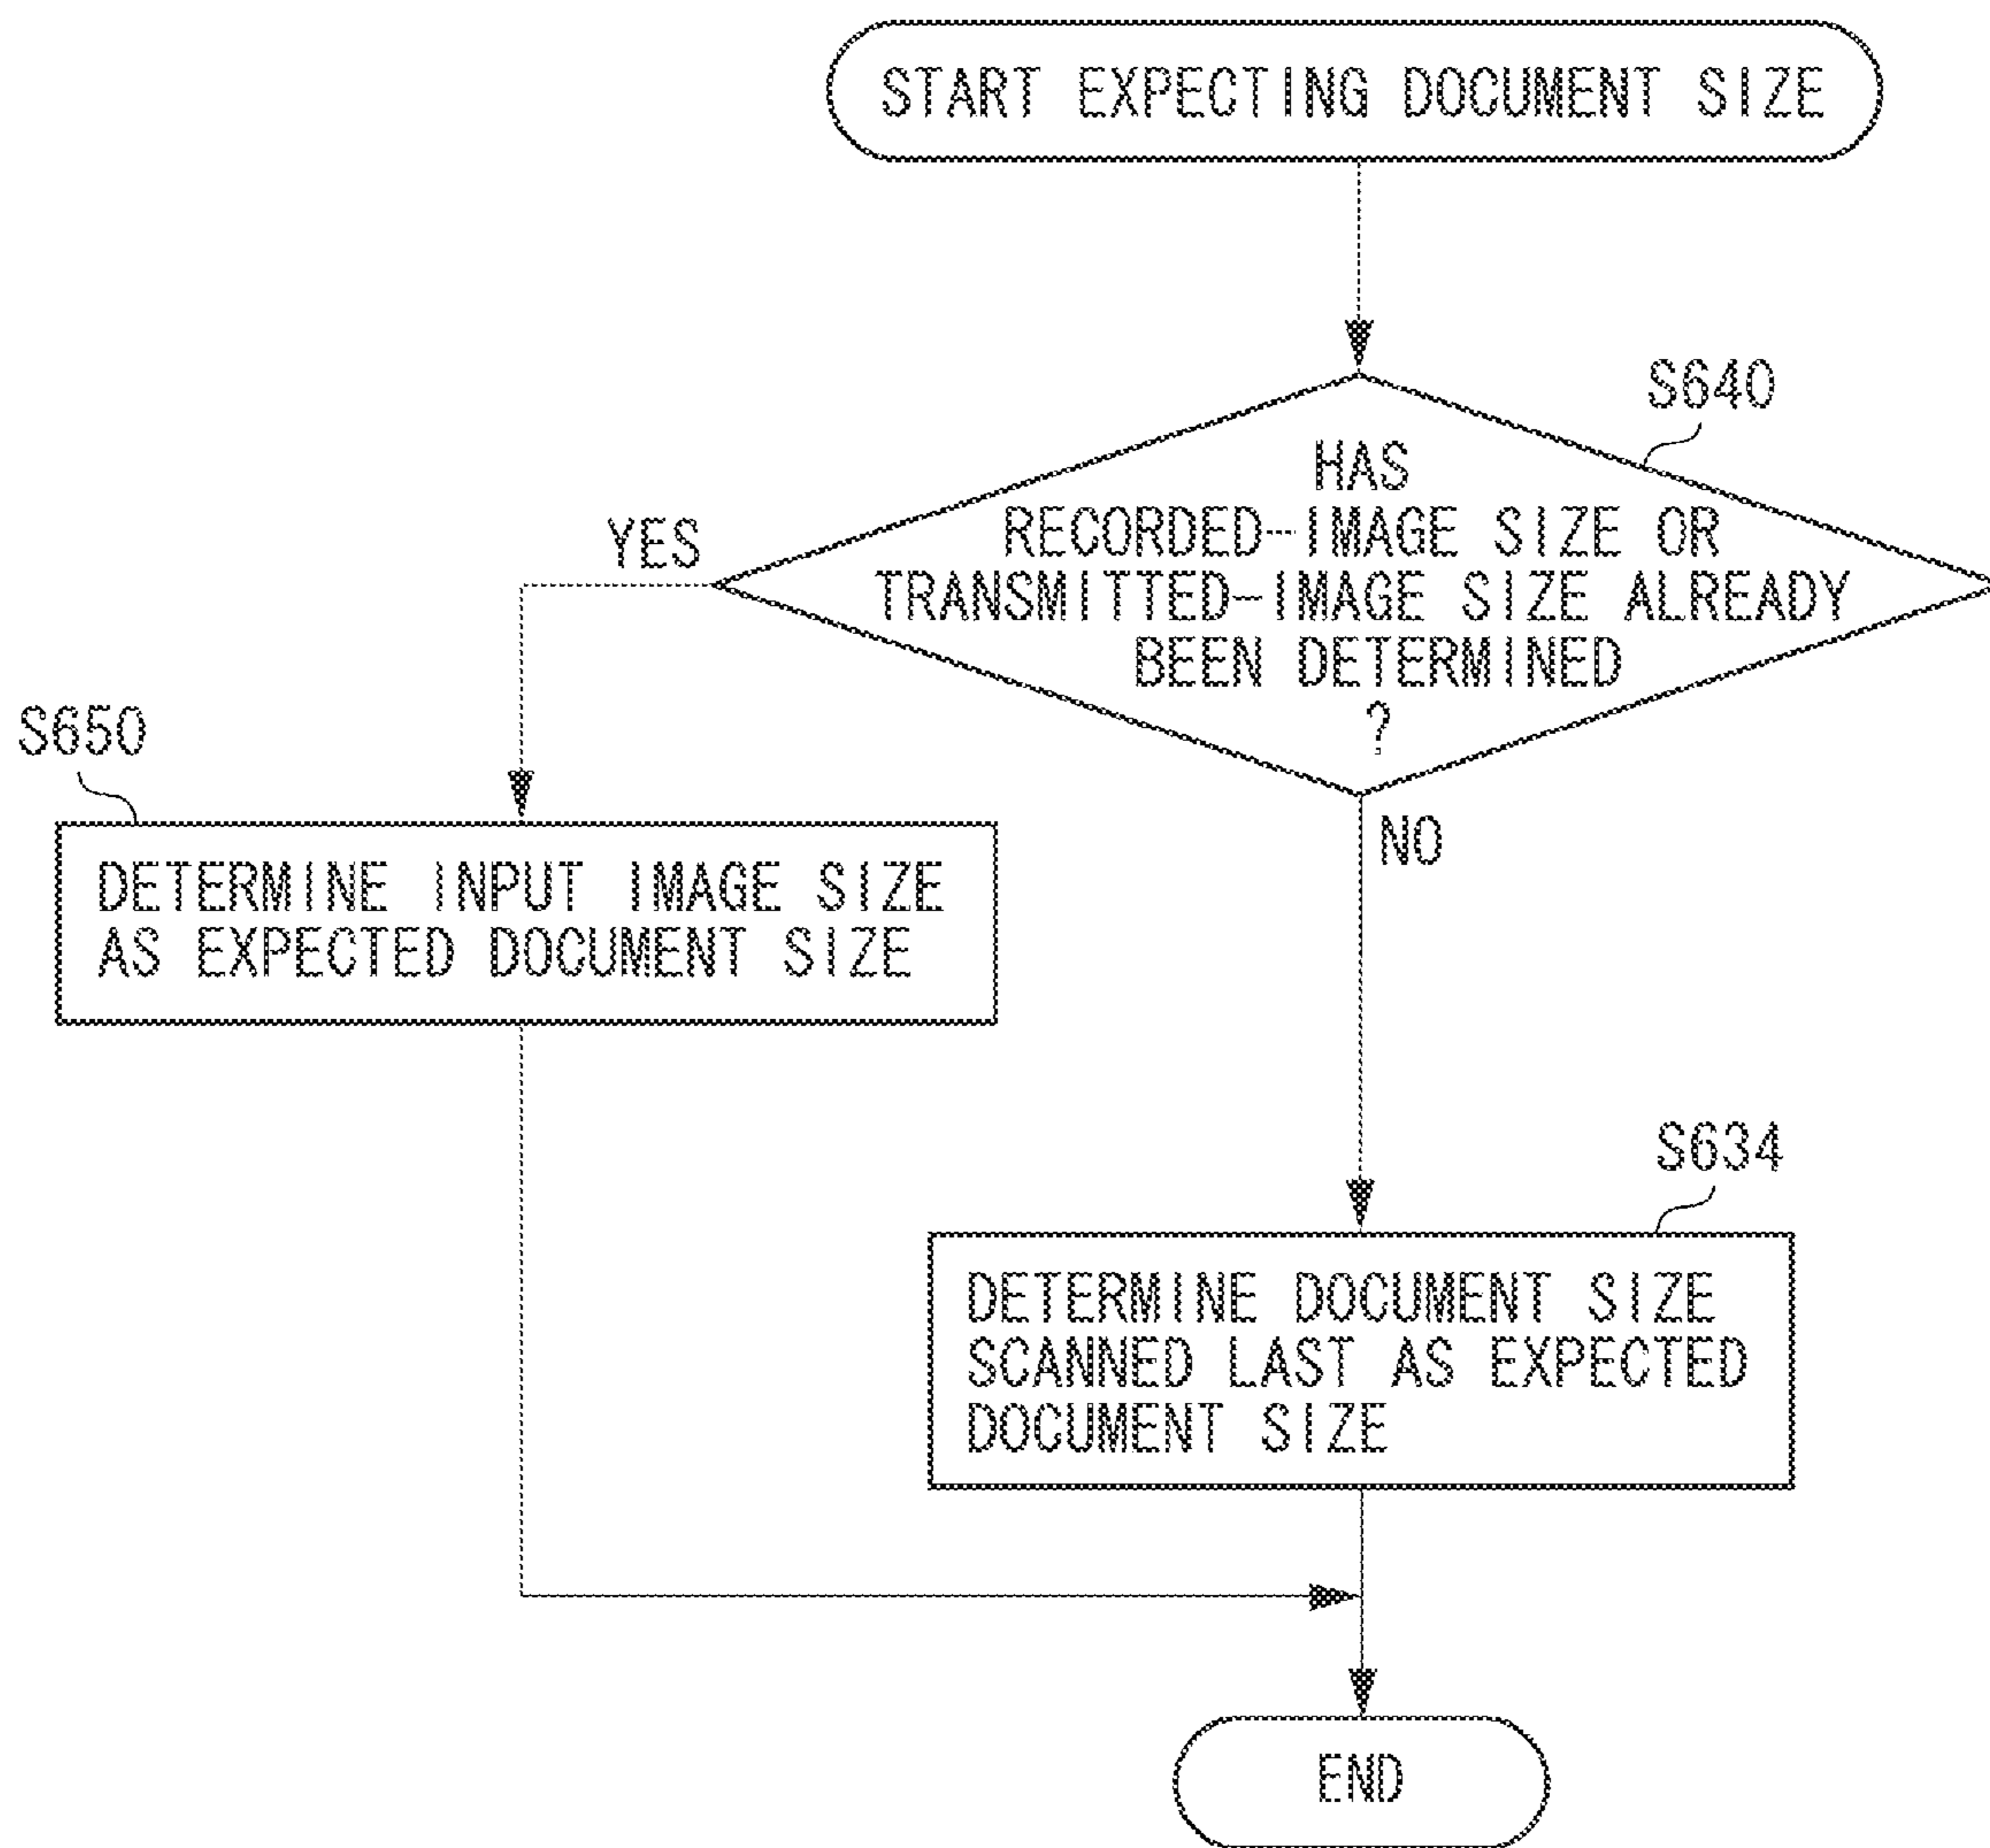 START EXPECTING DOCUMENT SIZE
S640
HAS
RECORDED-IMAGE SIZE OR
TRANSMITTED-IMAGE SIZE ALREADY
BEEN DETERMINED
?
YES
NO
S650
DETERMINE INPUT IMAGE SIZE
AS EXPECTED DOCUMENT SIZE
S634
DETERMINE DOCUMENT SIZE
SCANNED LAST AS EXPECTED
DOCUMENT SIZE
END